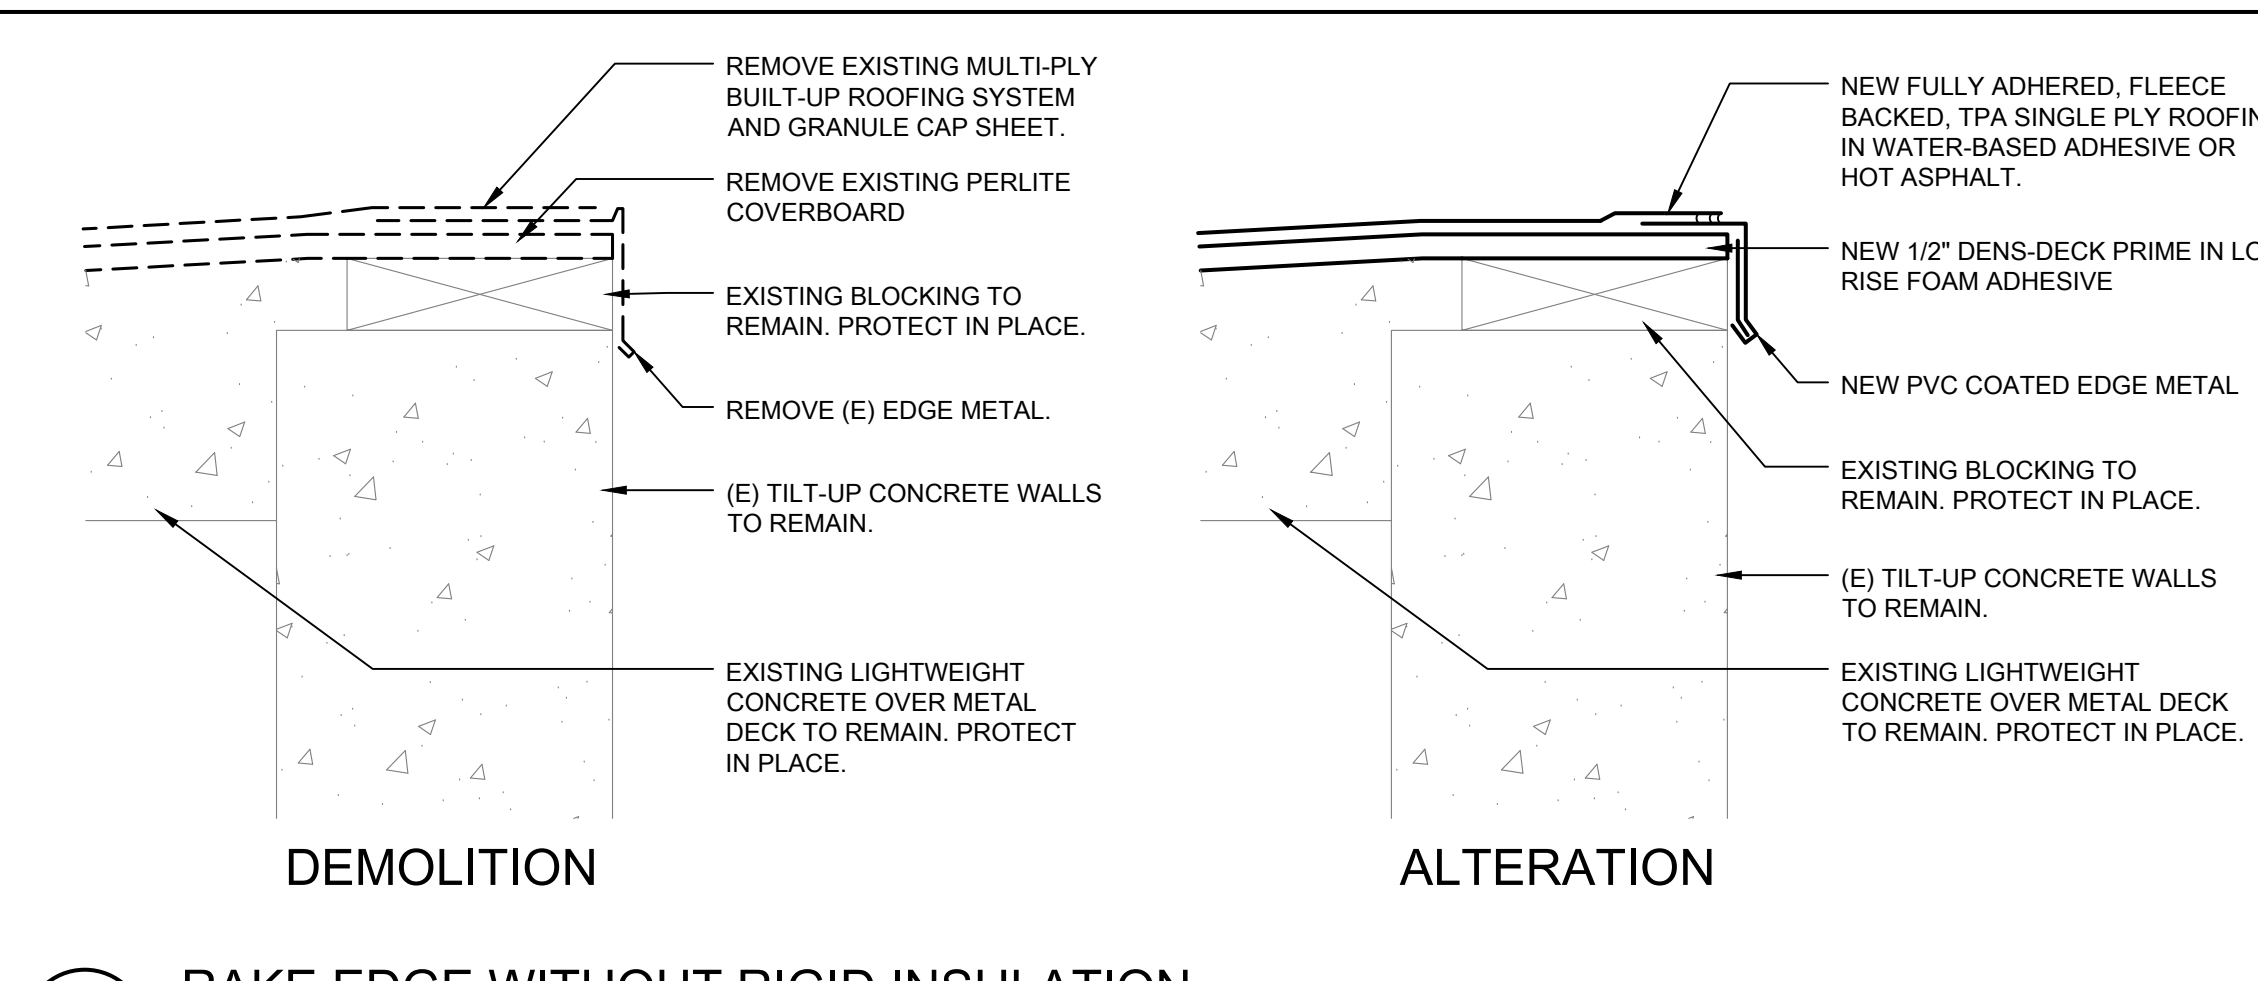 REMOVE EXISTING MULTI-PLY
BUILT-UP ROOFING SYSTEM
AND GRANULE CAP SHEET.
REMOVE EXISTING PERLITE
COVERBOARD
EXISTING BLOCKING TO
REMAIN. PROTECT IN PLACE.
REMOVE (E) EDGE METAL.
(E) TILT-UP CONCRETE WALLS
TO REMAIN.
EXISTING LIGHTWEIGHT
CONCRETE OVER METAL
DECK TO REMAIN. PROTECT
IN PLACE.
DEMOLITION
NEW FULLY ADHERED, FLEECE
BACKED, TPA SINGLE PLY
IN WATER-BASED ADHESIVE OR
HOT ASPHALT.
NEW 1/2" DENS-DECK PRIME IN
RISE FOAM ADHESIVE
NEW PVC COATED EDGE METAL
EXISTING BLOCKING TO
REMAIN. PROTECT IN PLACE.
(E) TILT-UP CONCRETE WALLS
TO REMAIN.
EXISTING LIGHTWEIGHT
CONCRETE OVER METAL DECK
TO REMAIN. PROTECT IN PLACE.
ALTERATION
RAKE EDGE WITHOUT RIGID INSULATION